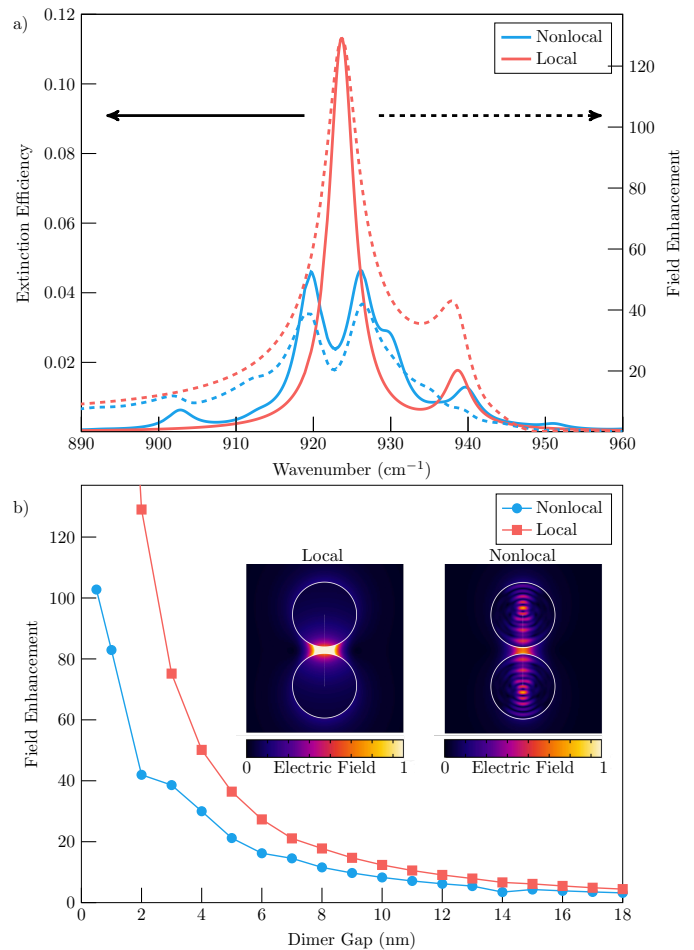 a)
Nonlocal
Local
0.12
0.10
0.08
0.06
0.04
0.02
Extinction Efficiency
120
100
80
60
40
20
Field Enhancement
890 900 910 920 930 940 950 960
Wavenumber (cm⁻¹)
b)
Nonlocal
Local
120
100
80
60
40
20
0
Field Enhancement
Local
Nonlocal
0 Electric Field 1
0 Electric Field 1
0 2 4 6 8 10 12 14 16 18
Dimer Gap (nm)